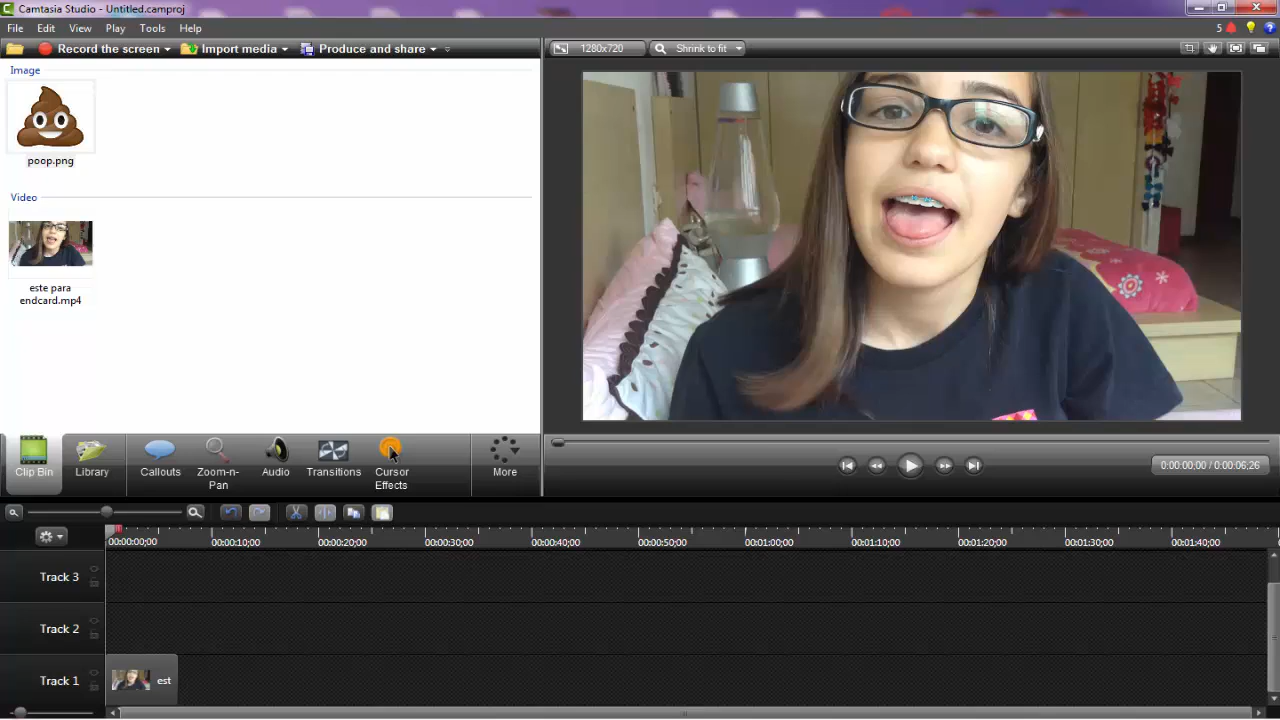 Camtasia Studio - Untitled.camproj
File Edit View Play Tools Help
5
Record the screen Import media Produce and share
1280x720 Shrink to fit
Image
poop.png
Video
este para
endcard.mp4
Clip Bin Library Callouts Zoom-n-
Pan Audio Transitions Cursor
Effects More
0:00:00;00 / 0:00:06;26
00:00:00;00 00:00:10;00 00:00:20;00 00:00:30;00 00:00:40;00 00:00:50;00 00:01:00;00 00:01:10;00 00:01:20;00 00:01:30;00 00:01:40;00
Track 3
Track 2
Track 1 est